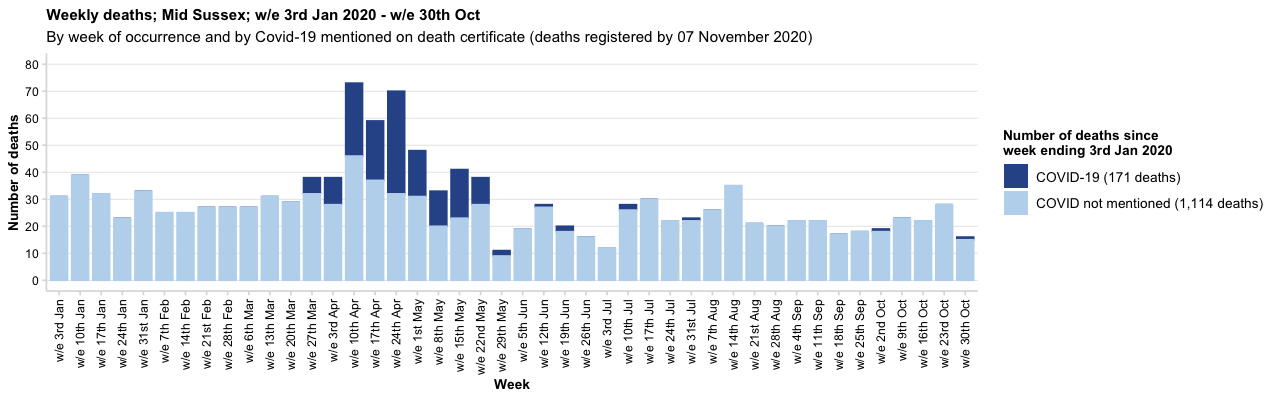 Weekly deaths; Mid Sussex; w/e 3rd Jan 2020 - w/e 30th Oct
By week of occurrence and by Covid-19 mentioned on death certificate (deaths registered by 07 November 2020)
Number of deaths
80
70
60
50
40
30
20
10
0
w/e 3rd Jan
w/e 10th Jan
w/e 17th Jan
w/e 24th Jan
w/e 31st Jan
w/e 7th Feb
w/e 14th Feb
w/e 21st Feb
w/e 28th Feb
w/e 6th Mar
w/e 13th Mar
w/e 20th Mar
w/e 27th Mar
w/e 3rd Apr
w/e 10th Apr
w/e 17th Apr
w/e 24th Apr
w/e 1st May
w/e 8th May
w/e 15th May
w/e 22nd May
w/e 29th May
w/e 5th Jun
w/e 12th Jun
w/e 19th Jun
w/e 26th Jun
w/e 3rd Jul
w/e 10th Jul
w/e 17th Jul
w/e 24th Jul
w/e 31st Jul
w/e 7th Aug
w/e 14th Aug
w/e 21st Aug
w/e 28th Aug
w/e 4th Sep
w/e 11th Sep
w/e 18th Sep
w/e 25th Sep
w/e 2nd Oct
w/e 9th Oct
w/e 16th Oct
w/e 23rd Oct
w/e 30th Oct
Week
Number of deaths since
week ending 3rd Jan 2020
COVID-19 (171 deaths)
COVID not mentioned (1,114 deaths)